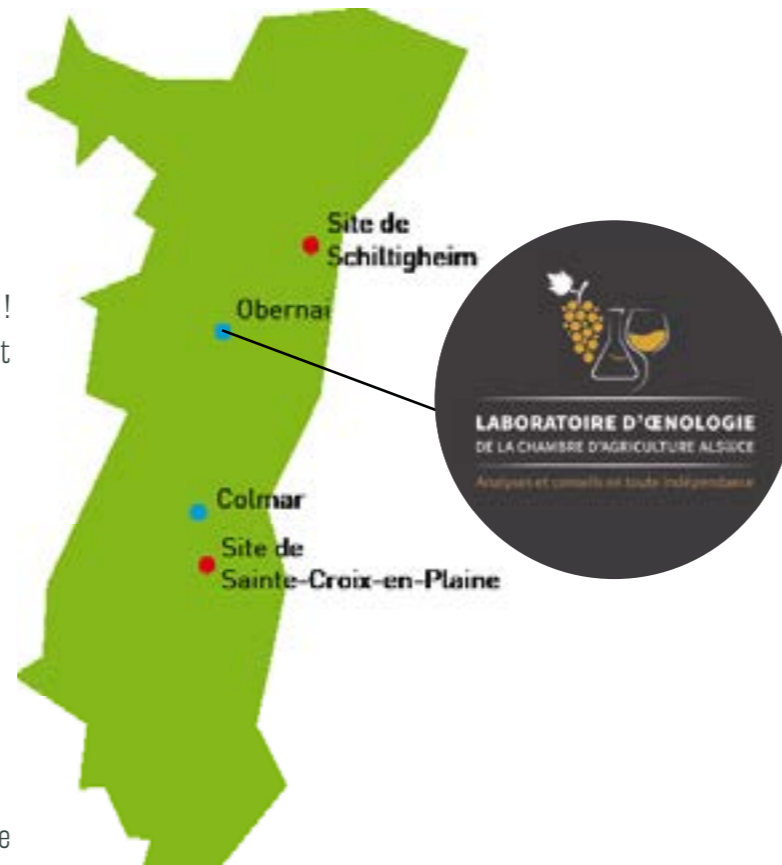 Site de
Schiltigheim
!
Obernai
t
LABORATOIRE D'ŒNOLOGIE
DE LA CHAMBRE D'AGRICULTURE ALSACE
Analyses et conseils en toute indépendance
Colmar
Site de
Sainte-Croix-en-Plaine
e